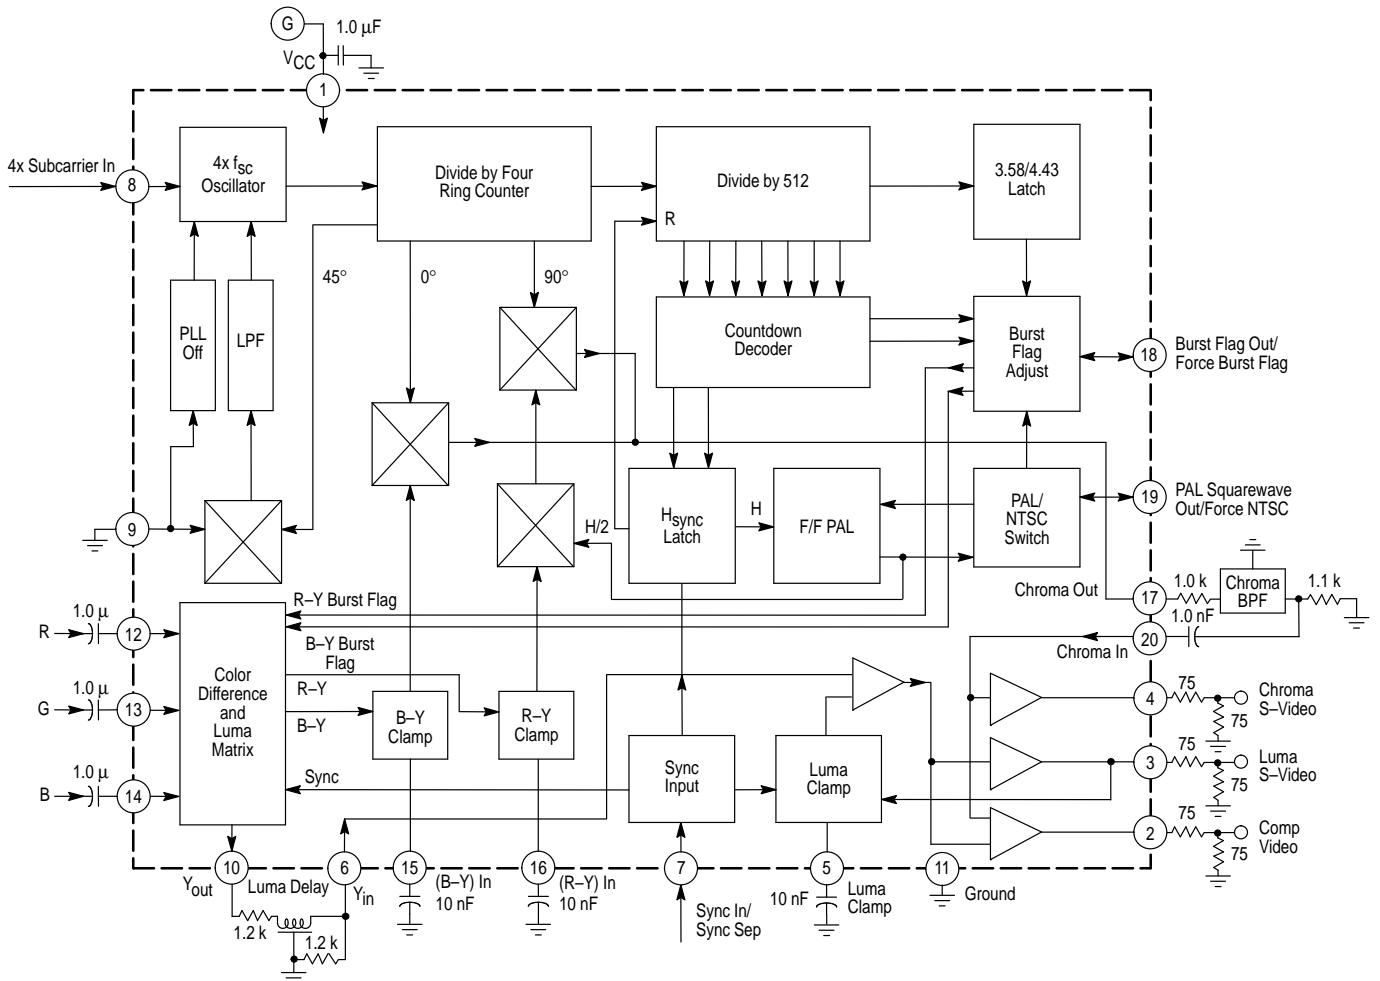 G
1.0 μF
VCC
1
4x Subcarrier In
8
4x fsc
Oscillator
Divide by Four
Ring Counter
Divide by 512
R
3.58/4.43
Latch
45°
0°
90°
PLL
Off
LPF
Countdown
Decoder
Burst
Flag
Adjust
18
Burst Flag Out/
Force Burst Flag
9
H/2
Hsync
Latch
H
F/F PAL
PAL/
NTSC
Switch
19
PAL Squarewave
Out/Force NTSC
Chroma Out
17
1.0 k
Chroma
BPF
1.1 k
1.0 nF
20
Chroma In
R
1.0 μ
12
R–Y Burst Flag
B–Y Burst
Flag
G
1.0 μ
13
Color
Difference
and
Luma
Matrix
R–Y
B–Y
B–Y
Clamp
R–Y
Clamp
4
75
75
Chroma
S–Video
B
1.0 μ
14
Sync
Sync
Input
Luma
Clamp
3
75
75
Luma
S–Video
2
75
75
Comp
Video
10
Yout
Luma Delay
6
Yin
15
(B–Y) In
10 nF
16
(R–Y) In
10 nF
7
Sync In/
Sync Sep
5
10 nF
Luma
Clamp
11
Ground
1.2 k
1.2 k